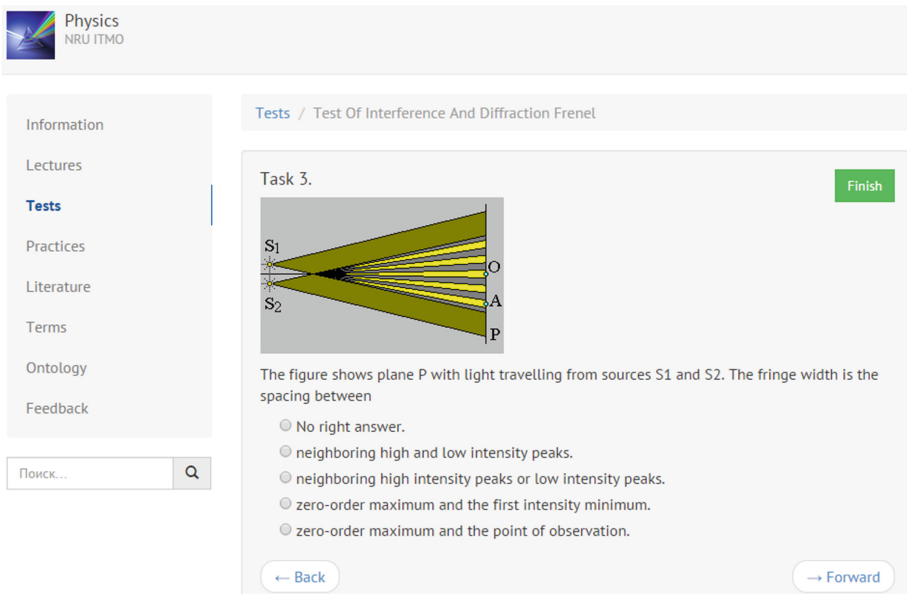 Physics
NRU ITMO
Information
Lectures
Tests
Practices
Literature
Terms
Ontology
Feedback
Поиск...
Tests / Test Of Interference And Diffraction Frenel
Task 3.
Finish
S1
S2
O
A
P
The figure shows plane P with light travelling from sources S1 and S2. The fringe width is the
spacing between
No right answer.
neighboring high and low intensity peaks.
neighboring high intensity peaks or low intensity peaks.
zero-order maximum and the first intensity minimum.
zero-order maximum and the point of observation.
← Back
→ Forward